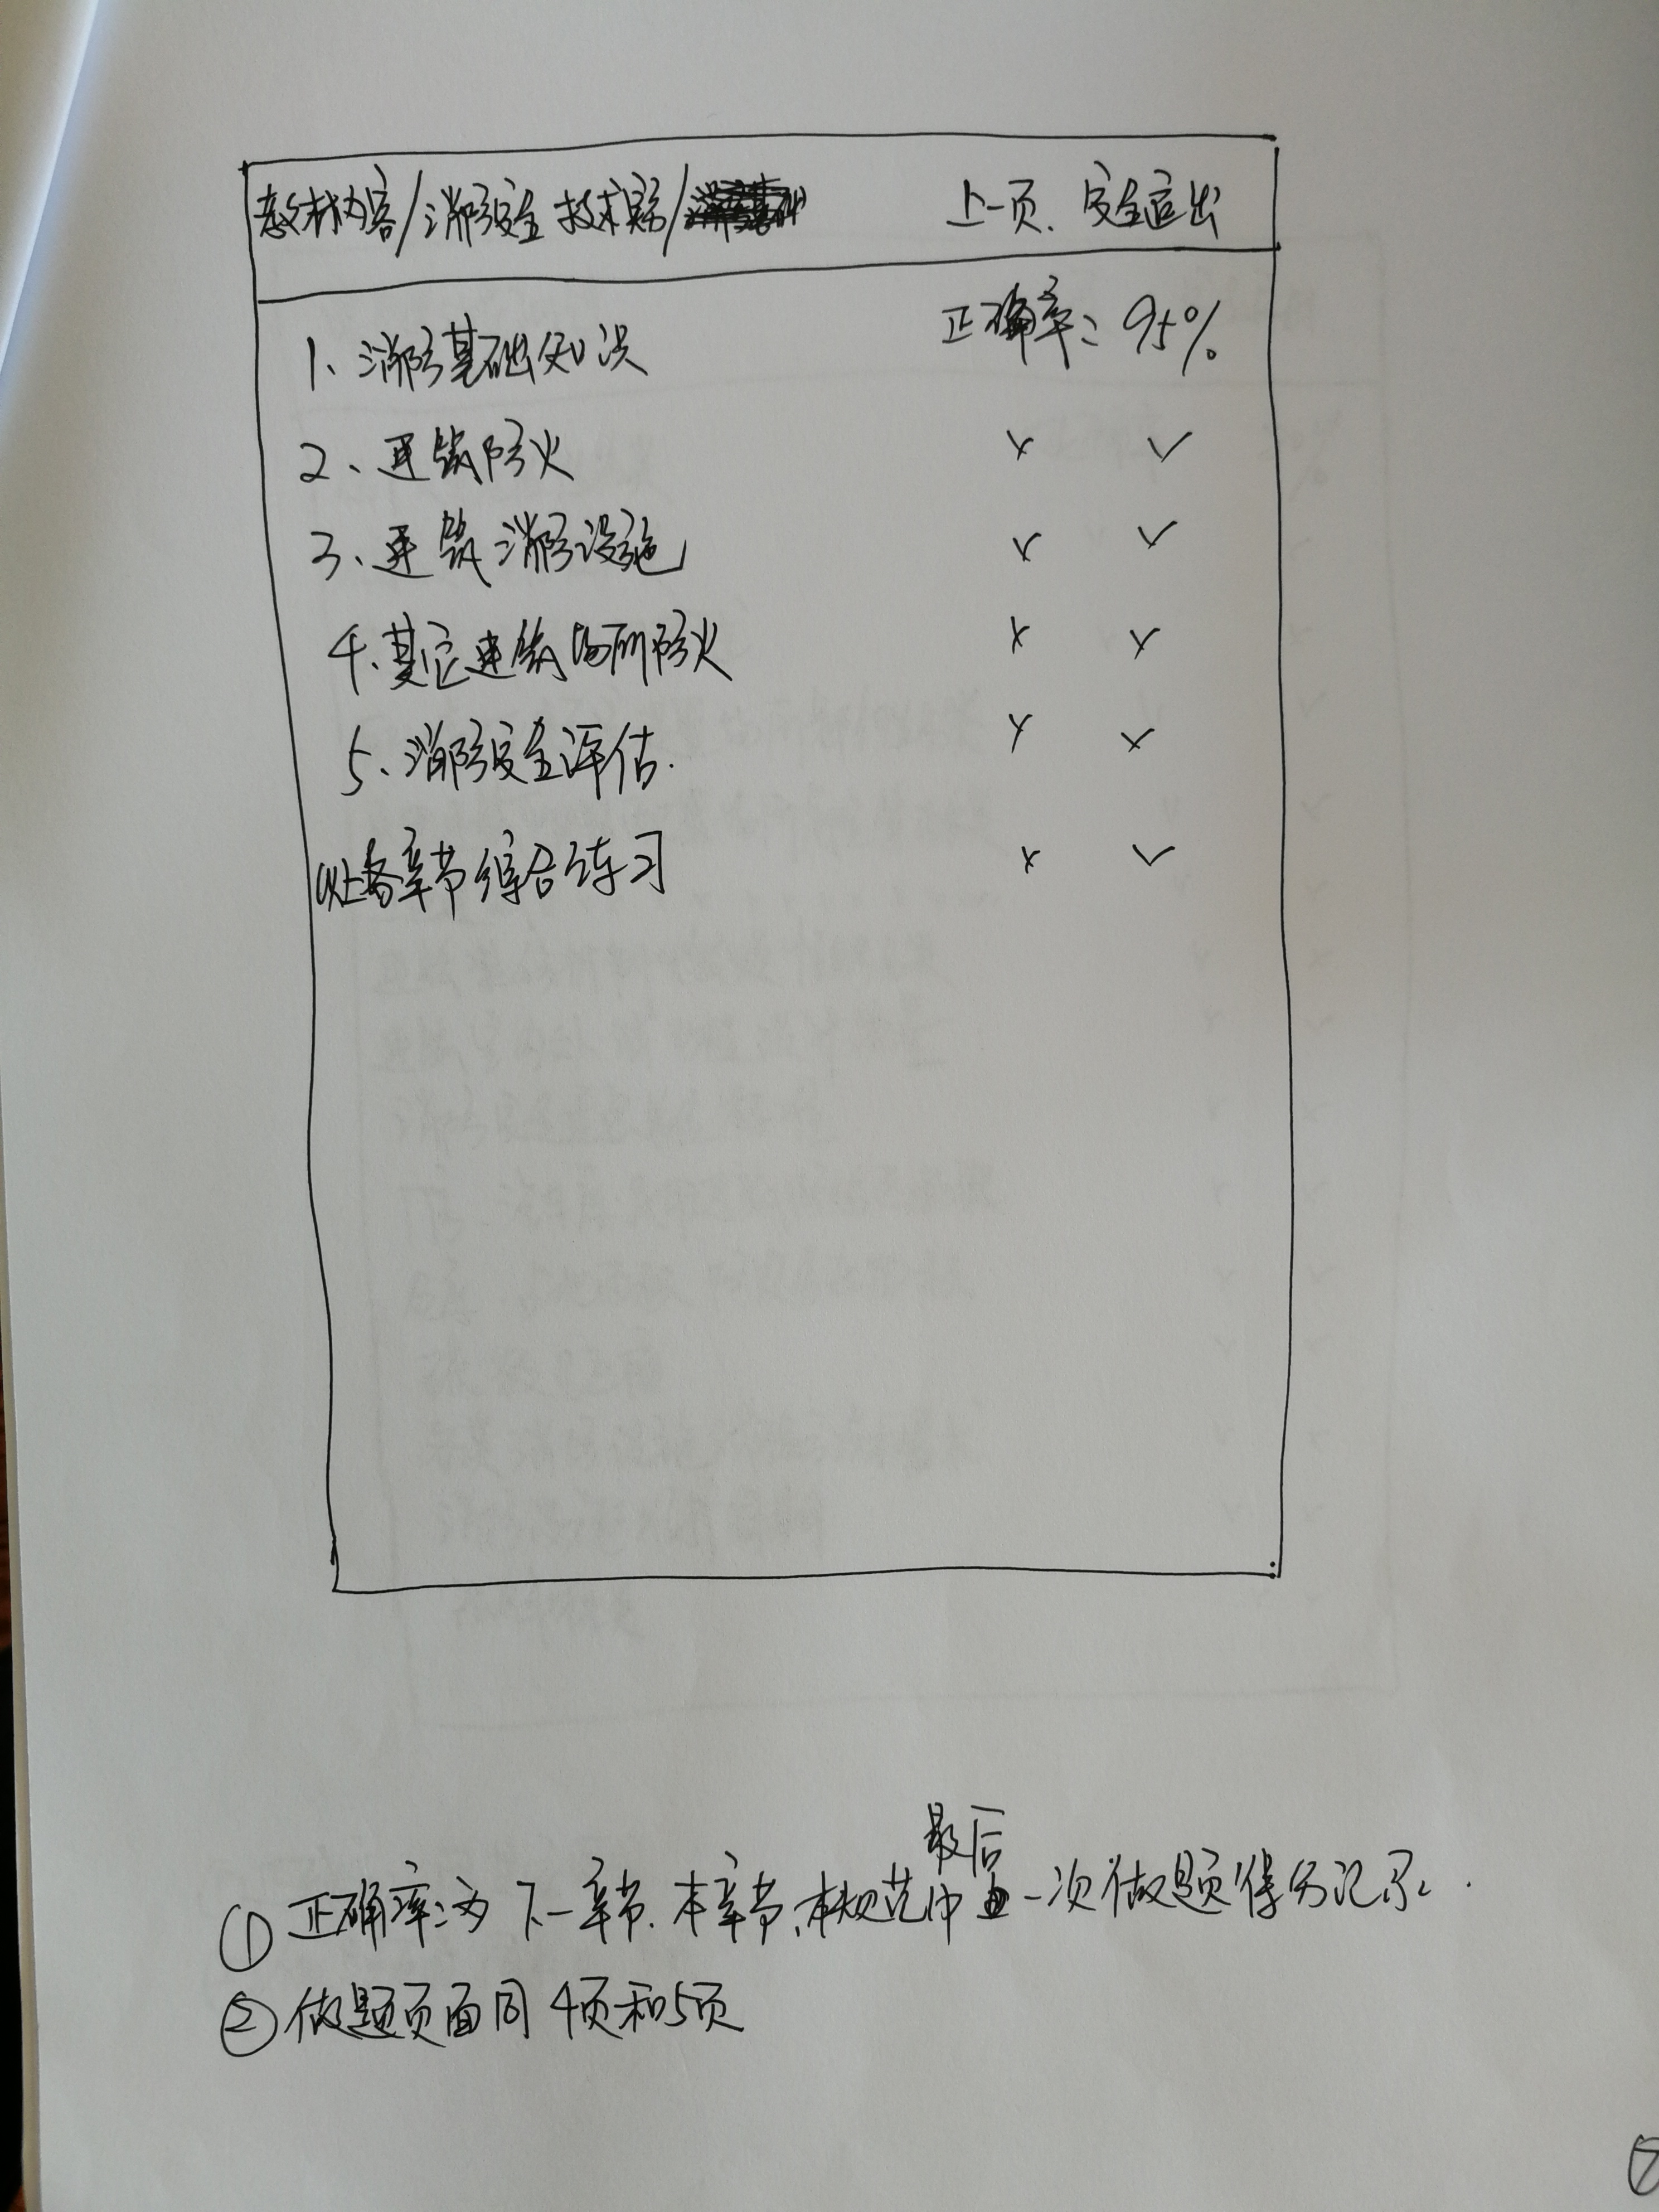 教材内容/消防安全技术实务/ 上一页、安全退出
1、消防基础知识 正确率：95%
2、建筑防火 × ✓
3、建筑消防设施 ✓ ✓
4、其它建筑场所防火 × ×
5、消防安全评估. × ×
以上各章节综合练习 × ✓
最后
① 正确率：为下一章节、本章节、本规范中 一次做题得分记录.
② 做题页面同4页和5页
⑦